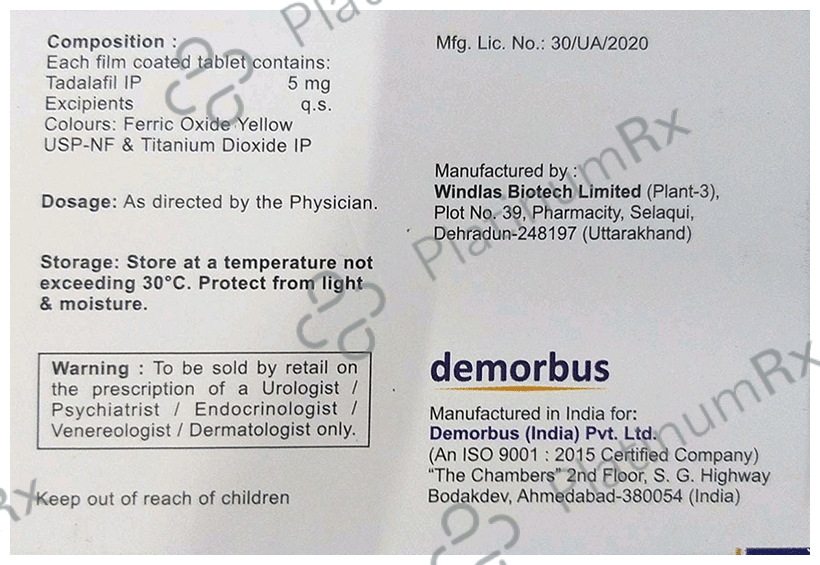 Composition :
Each film coated tablet contains:
Tadalafil IP 5 mg
Excipients q.s.
Colours: Ferric Oxide Yellow
USP-NF & Titanium Dioxide IP
Dosage: As directed by the Physician.
Storage: Store at a temperature not
exceeding 30°C. Protect from light
& moisture.
Warning : To be sold by retail on
the prescription of a Urologist /
Psychiatrist / Endocrinologist /
Venereologist / Dermatologist only.
Keep out of reach of children
Mfg. Lic. No.: 30/UA/2020
Manufactured by :
Windlas Biotech Limited (Plant-3),
Plot No. 39, Pharmacity, Selaqui,
Dehradun-248197 (Uttarakhand)
demorbus
Manufactured in India for:
Demorbus (India) Pvt. Ltd.
(An ISO 9001 : 2015 Certified Company)
“The Chambers” 2nd Floor, S. G. Highway
Bodakdev, Ahmedabad-380054 (India)
PlatinumRx
PlatinumRx
Rx